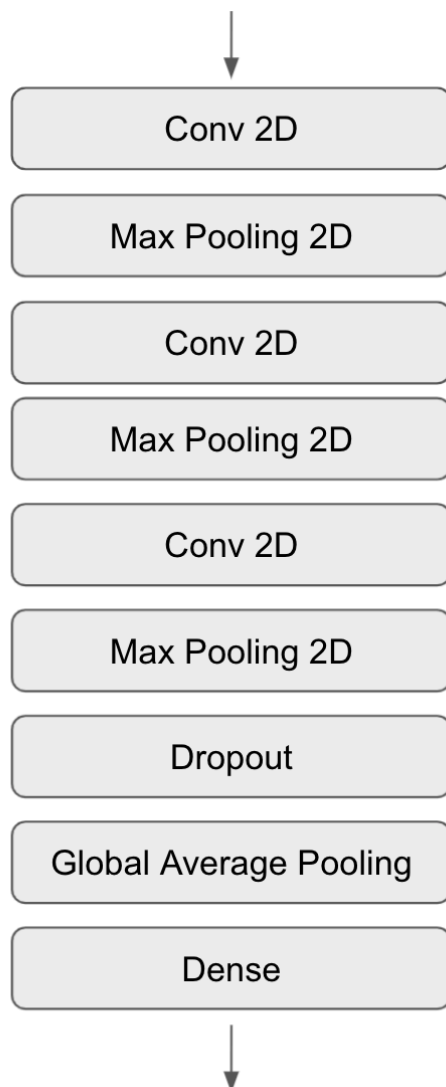 Conv 2D
Max Pooling 2D
Conv 2D
Max Pooling 2D
Conv 2D
Max Pooling 2D
Dropout
Global Average Pooling
Dense